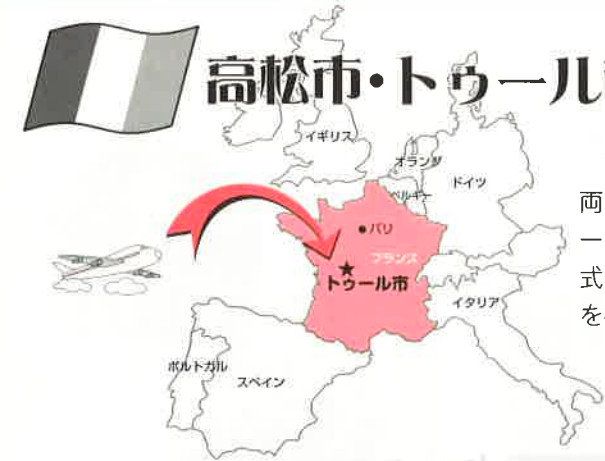 高松市・トゥール
イギリス
オランダ
ベルギー
ドイツ
パリ
フランス
トゥール市
イタリア
ポルトガル
スペイン
両
一
式
を